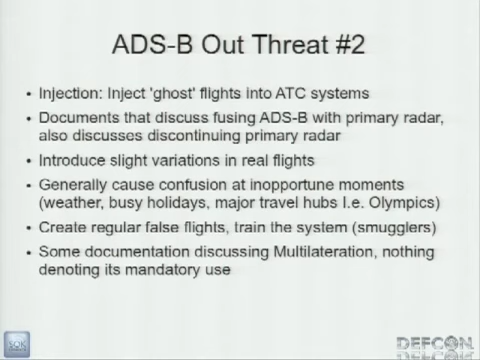 ADS-B Out Threat #2
• Injection: Inject 'ghost' flights into ATC systems
• Documents that discuss fusing ADS-B with primary radar,
also discusses discontinuing primary radar
• Introduce slight variations in real flights
• Generally cause confusion at inopportune moments
(weather, busy holidays, major travel hubs I.e. Olympics)
• Create regular false flights, train the system (smugglers)
• Some documentation discussing Multilateration, nothing
denoting its mandatory use
DEFCON